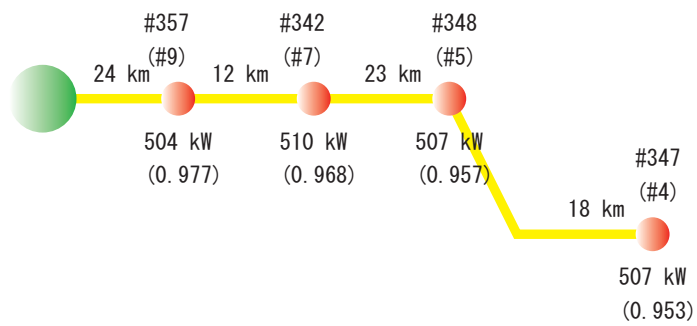 #357
(#9)
#342
(#7)
#348
(#5)
24 km
12 km
23 km
504 kW
(0.977)
510 kW
(0.968)
507 kW
(0.957)
#347
(#4)
18 km
507 kW
(0.953)